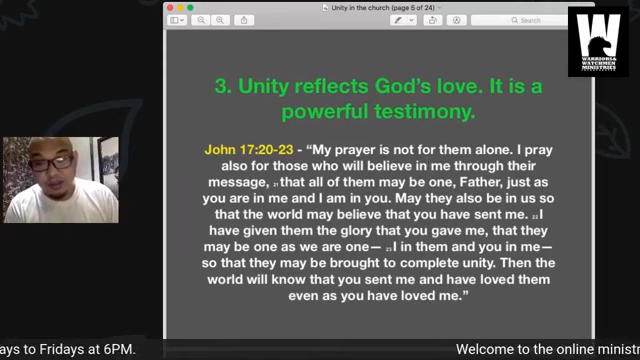 Unity in the church (page 5 of 24)
Search
WARRIORS
& WATCHMEN
MINISTRIES
3. Unity reflects God's love. It is a
powerful testimony.
John 17:20-23 - “My prayer is not for them alone. I pray
also for those who will believe in me through their
message, 21 that all of them may be one, Father, just as
you are in me and I am in you. May they also be in us so
that the world may believe that you have sent me. 22 I
have given them the glory that you gave me, that they
may be one as we are one— 23 I in them and you in me—
so that they may be brought to complete unity. Then the
world will know that you sent me and have loved them
even as you have loved me.”
ays to Fridays at 6PM.
Welcome to the online ministr